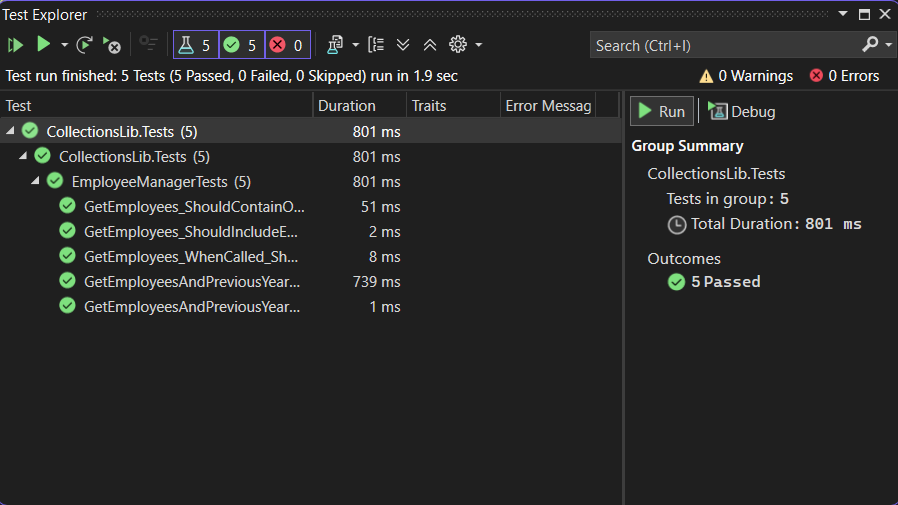 Test Explorer
5 5 0
Search (Ctrl+I)
Test run finished: 5 Tests (5 Passed, 0 Failed, 0 Skipped) run in 1.9 sec
0 Warnings 0 Errors
Test Duration Traits Error Messag
CollectionsLib.Tests (5) 801 ms
CollectionsLib.Tests (5) 801 ms
EmployeeManagerTests (5) 801 ms
GetEmployees_ShouldContainO... 51 ms
GetEmployees_ShouldIncludeE... 2 ms
GetEmployees_WhenCalled_Sh... 8 ms
GetEmployeesAndPreviousYear... 739 ms
GetEmployeesAndPreviousYear... 1 ms
Run Debug
Group Summary
CollectionsLib.Tests
Tests in group: 5
Total Duration: 801 ms
Outcomes
5 Passed